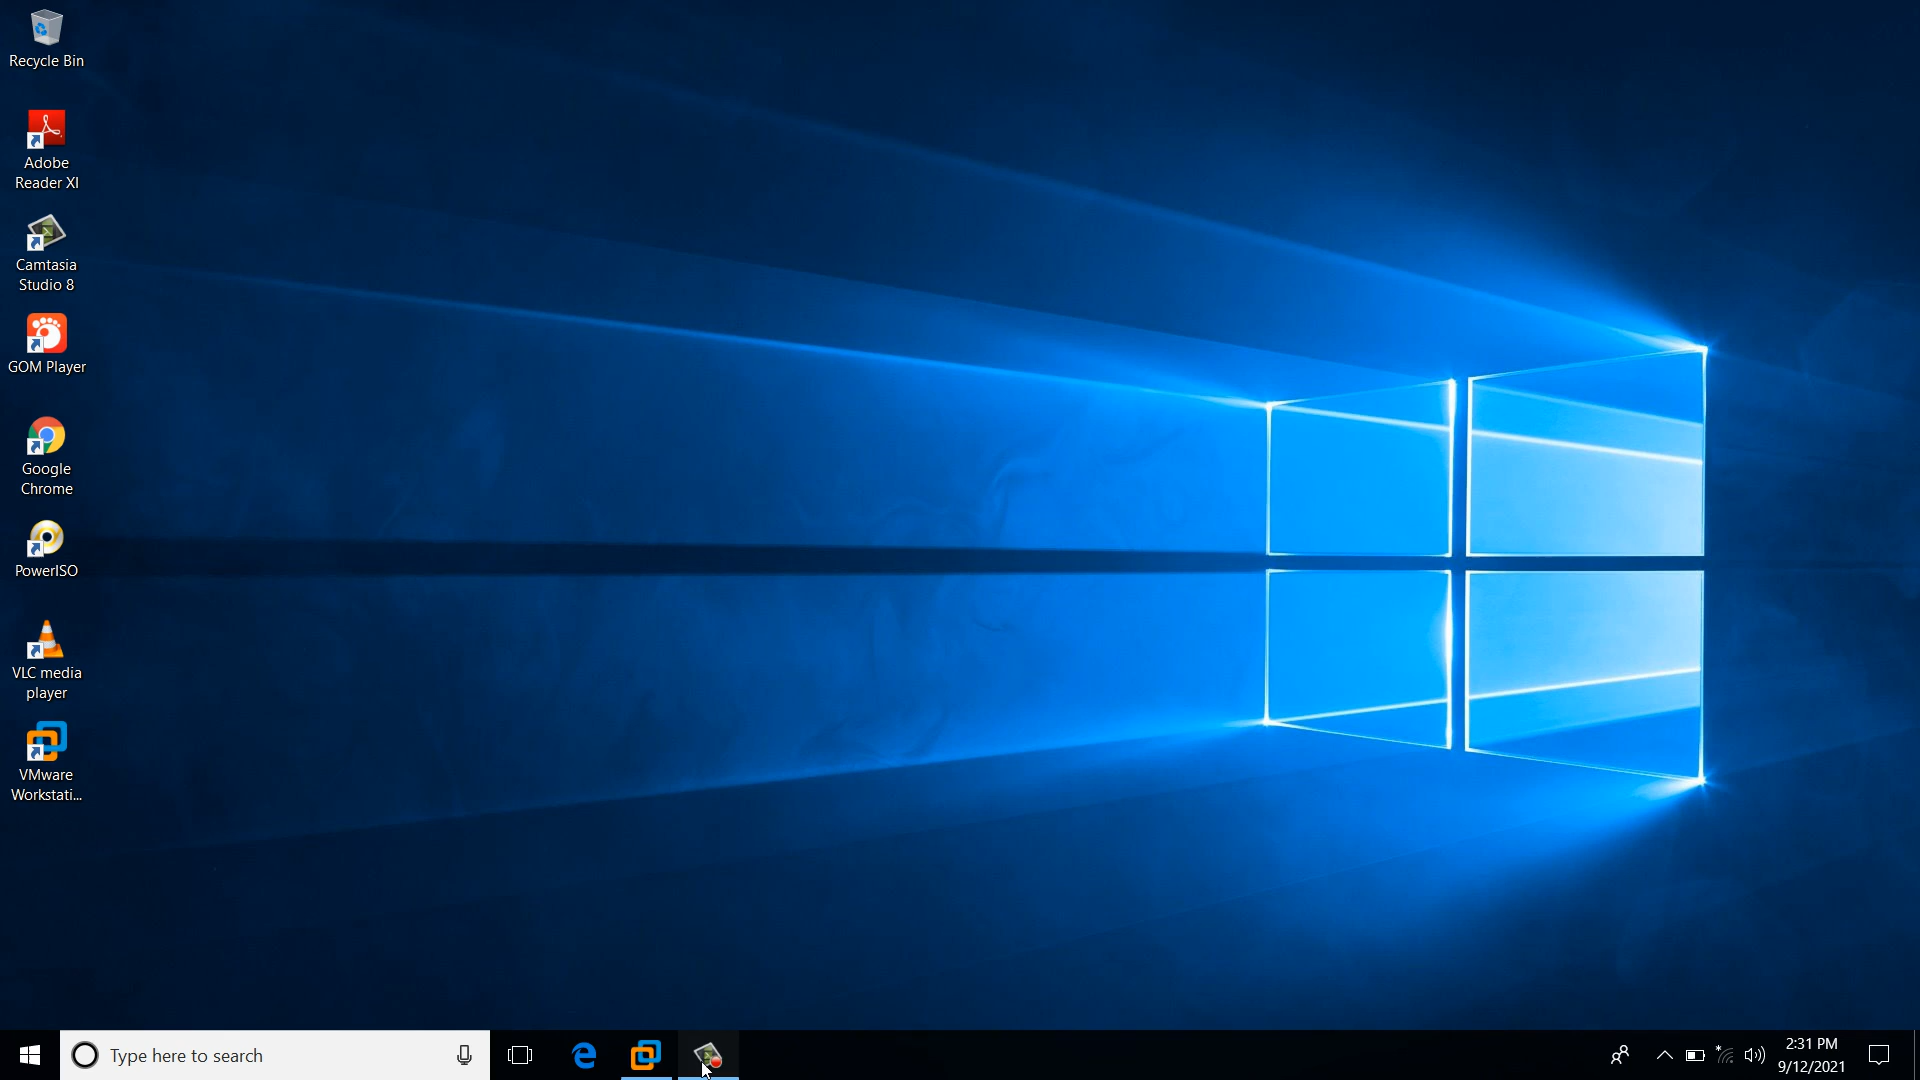 Recycle Bin
Adobe
Reader XI
Camtasia
Studio 8
GOM Player
Google
Chrome
PowerISO
VLC media
player
VMware
Workstati...
Type here to search
2:31 PM
9/12/2021